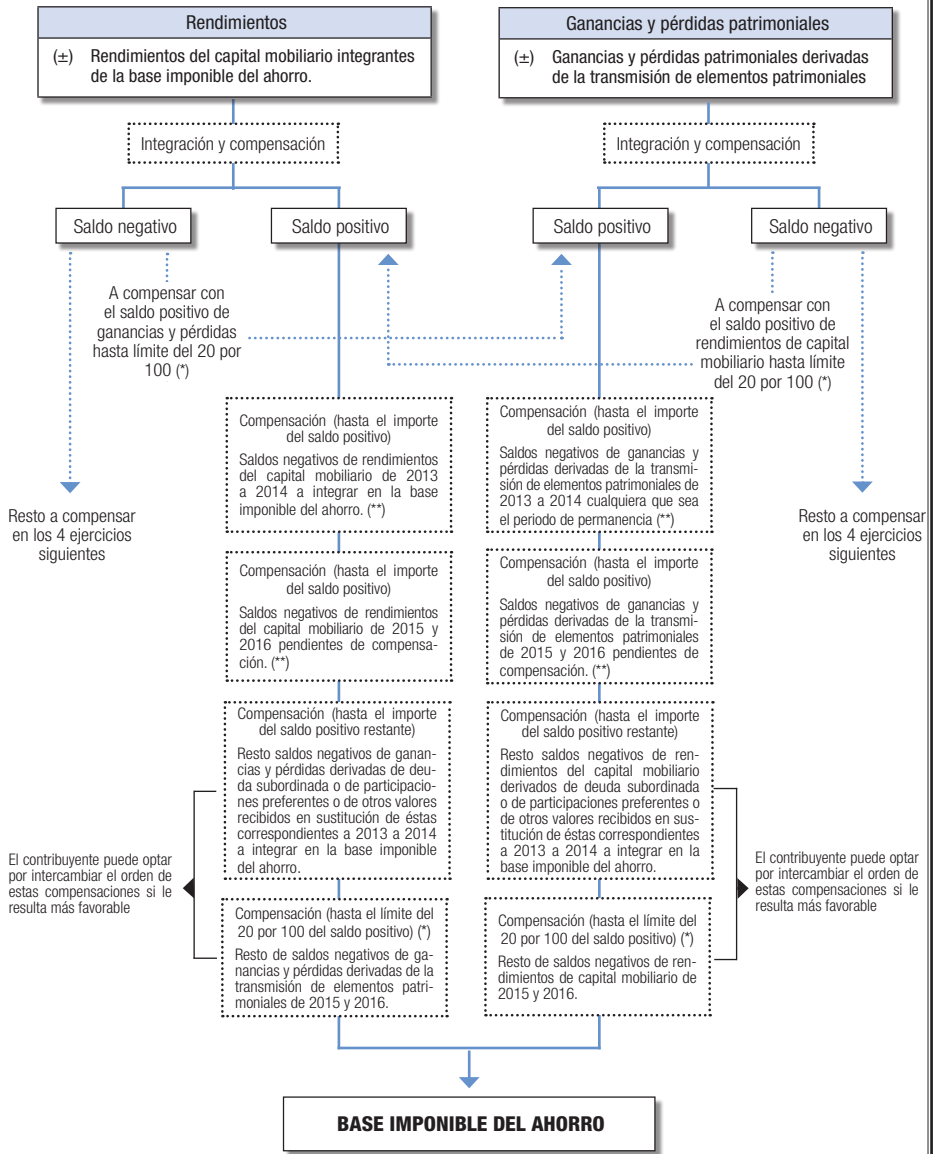 Rendimientos
(±) Rendimientos del capital mobiliario integrantes
de la base imponible del ahorro.
Ganancias y pérdidas patrimoniales
(±) Ganancias y pérdidas patrimoniales derivadas
de la transmisión de elementos patrimoniales
Integración y compensación
Integración y compensación
Saldo negativo
Saldo positivo
Saldo positivo
Saldo negativo
A compensar con
el saldo positivo de
ganancias y pérdidas
hasta límite del 20 por
100 (*)
A compensar con
el saldo positivo de
rendimientos de capital
mobiliario hasta límite
del 20 por 100 (*)
Resto a compensar
en los 4 ejercicios
siguientes
Compensación (hasta el importe
del saldo positivo)
Saldos negativos de rendimientos
del capital mobiliario de 2013
a 2014 a integrar en la base
imponible del ahorro. (**)
Compensación (hasta el importe
del saldo positivo)
Saldos negativos de ganancias y
pérdidas derivadas de la transmi-
sión de elementos patrimoniales de
2013 a 2014 cualquiera que sea
el periodo de permanencia (**)
Resto a compensar
en los 4 ejercicios
siguientes
Compensación (hasta el importe
del saldo positivo)
Saldos negativos de rendimientos
del capital mobiliario de 2015 y
2016 pendientes de compensa-
ción. (**)
Compensación (hasta el importe
del saldo positivo)
Saldos negativos de ganancias y
pérdidas derivadas de la transmi-
sión de elementos patrimoniales
de 2015 y 2016 pendientes de
compensación. (**)
Compensación (hasta el importe
del saldo positivo restante)
Resto saldos negativos de ganan-
cias y pérdidas derivadas de deu-
da subordinada o de participacio-
nes preferentes o de otros valores
recibidos en sustitución de éstas
correspondientes a 2013 a 2014
a integrar en la base imponible
del ahorro.
Compensación (hasta el importe
del saldo positivo restante)
Resto saldos negativos de ren-
dimientos del capital mobiliario
derivados de deuda subordinada
o de participaciones preferentes o
de otros valores recibidos en sus-
titución de éstas correspondientes
a 2013 a 2014 a integrar en la
base imponible del ahorro.
El contribuyente puede optar
por intercambiar el orden de
estas compensaciones si le
resulta más favorable
El contribuyente puede optar
por intercambiar el orden de
estas compensaciones si le
resulta más favorable
Compensación (hasta el límite del
20 por 100 del saldo positivo) (*)
Resto de saldos negativos de ga-
nancias y pérdidas derivadas de la
transmisión de elementos patri-
moniales de 2015 y 2016.
Compensación (hasta el límite del
20 por 100 del saldo positivo) (*)
Resto de saldos negativos de ren-
dimientos de capital mobiliario de
2015 y 2016.
BASE IMPONIBLE DEL AHORRO